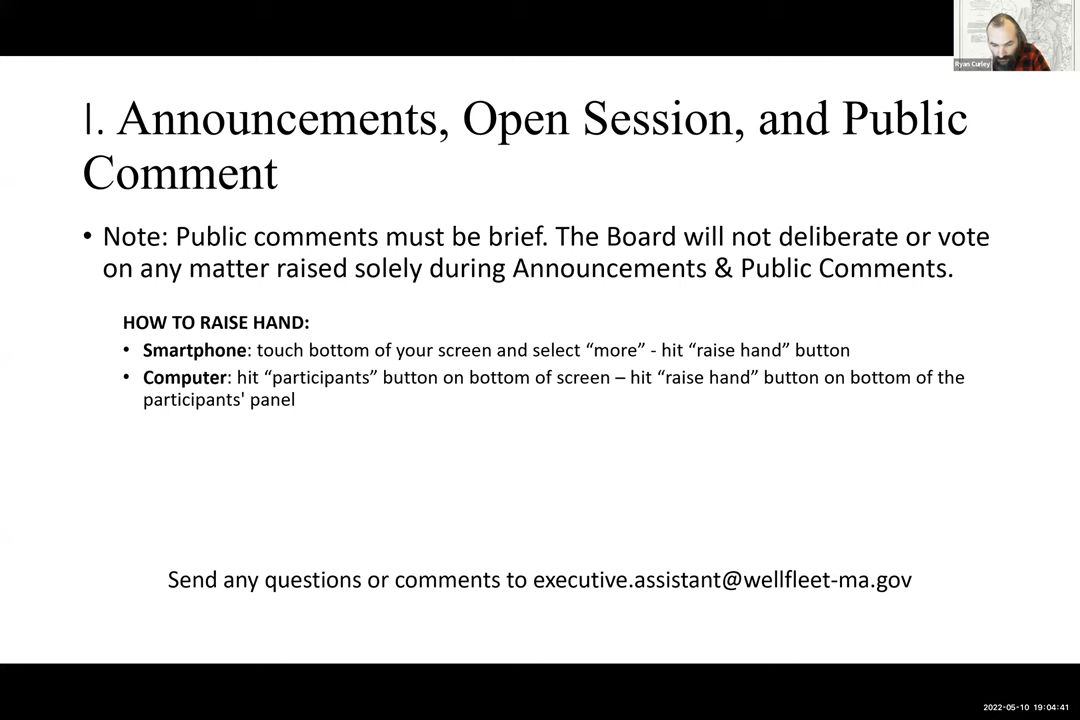 Ryan Curley
I. Announcements, Open Session, and Public
Comment
• Note: Public comments must be brief. The Board will not deliberate or vote
on any matter raised solely during Announcements & Public Comments.
HOW TO RAISE HAND:
• Smartphone: touch bottom of your screen and select “more” - hit “raise hand” button
• Computer: hit “participants” button on bottom of screen – hit “raise hand” button on bottom of the
participants' panel
Send any questions or comments to executive.assistant@wellfleet-ma.gov
2022-05-10 19:04:41